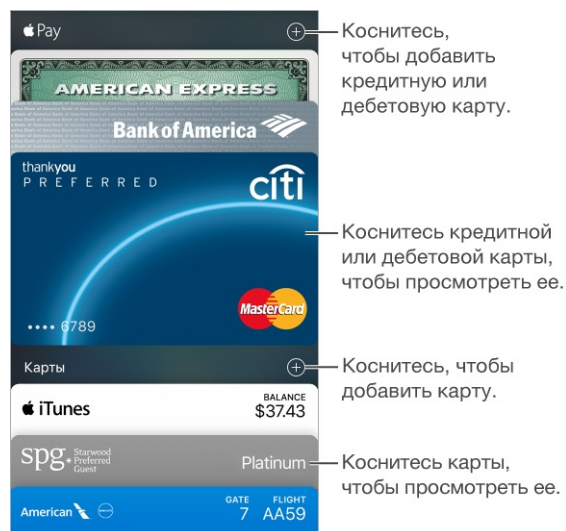 Pay
Коснитесь,
чтобы добавить
кредитную или
дебетовую карту.
AMERICAN EXPRESS
Bank of America
thankyou
PREFERRED
citi
Коснитесь кредитной
или дебетовой карты,
чтобы просмотреть ее.
MasterCard
•••• 6789
Карты
Коснитесь, чтобы
добавить карту.
iTunes
BALANCE
$37.43
spg. Starwood
Preferred
Guest
Platinum
Коснитесь карты,
чтобы просмотреть ее.
American
GATE FLIGHT
7 AA59